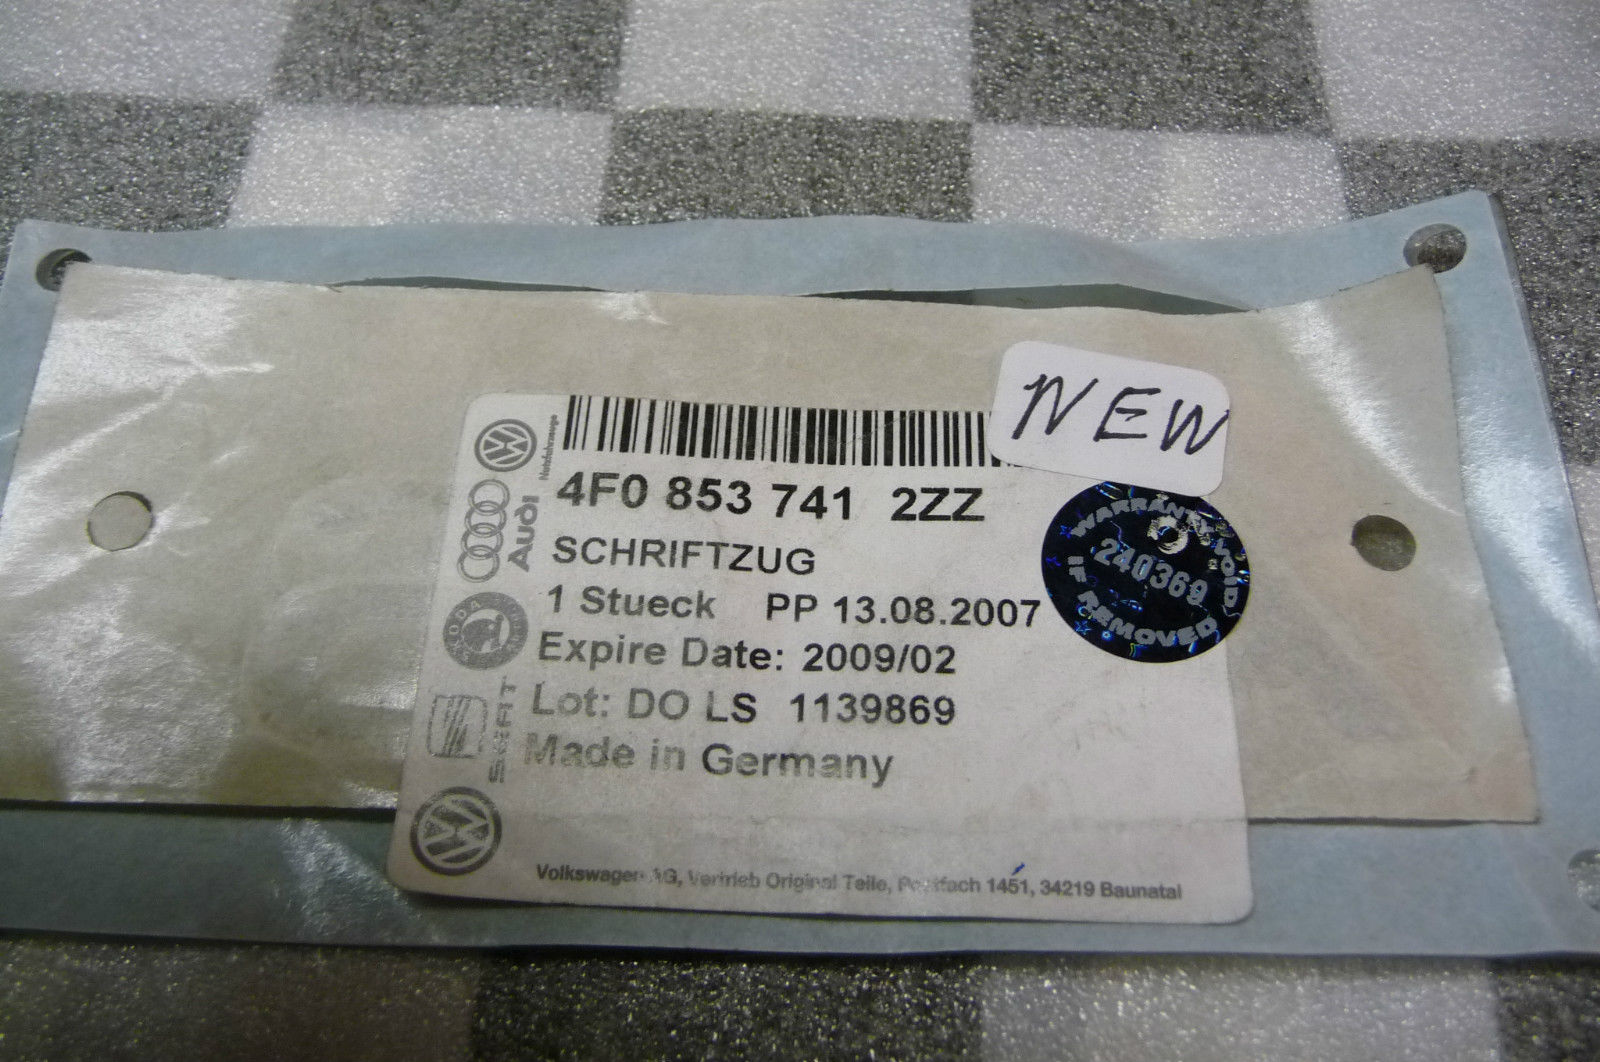 NEW
Nutzfahrzeuge
4F0 853 741 2ZZ
Audi
SCHRIFTZUG
WARRANTY VOID
240369
IF REMOVED
1 Stueck PP 13.08.2007
SKODA
Expire Date: 2009/02
Lot: DO LS 1139869
SEAT
Made in Germany
Volkswagen AG, Vertrieb Original Teile, Postfach 1451, 34219 Baunatal